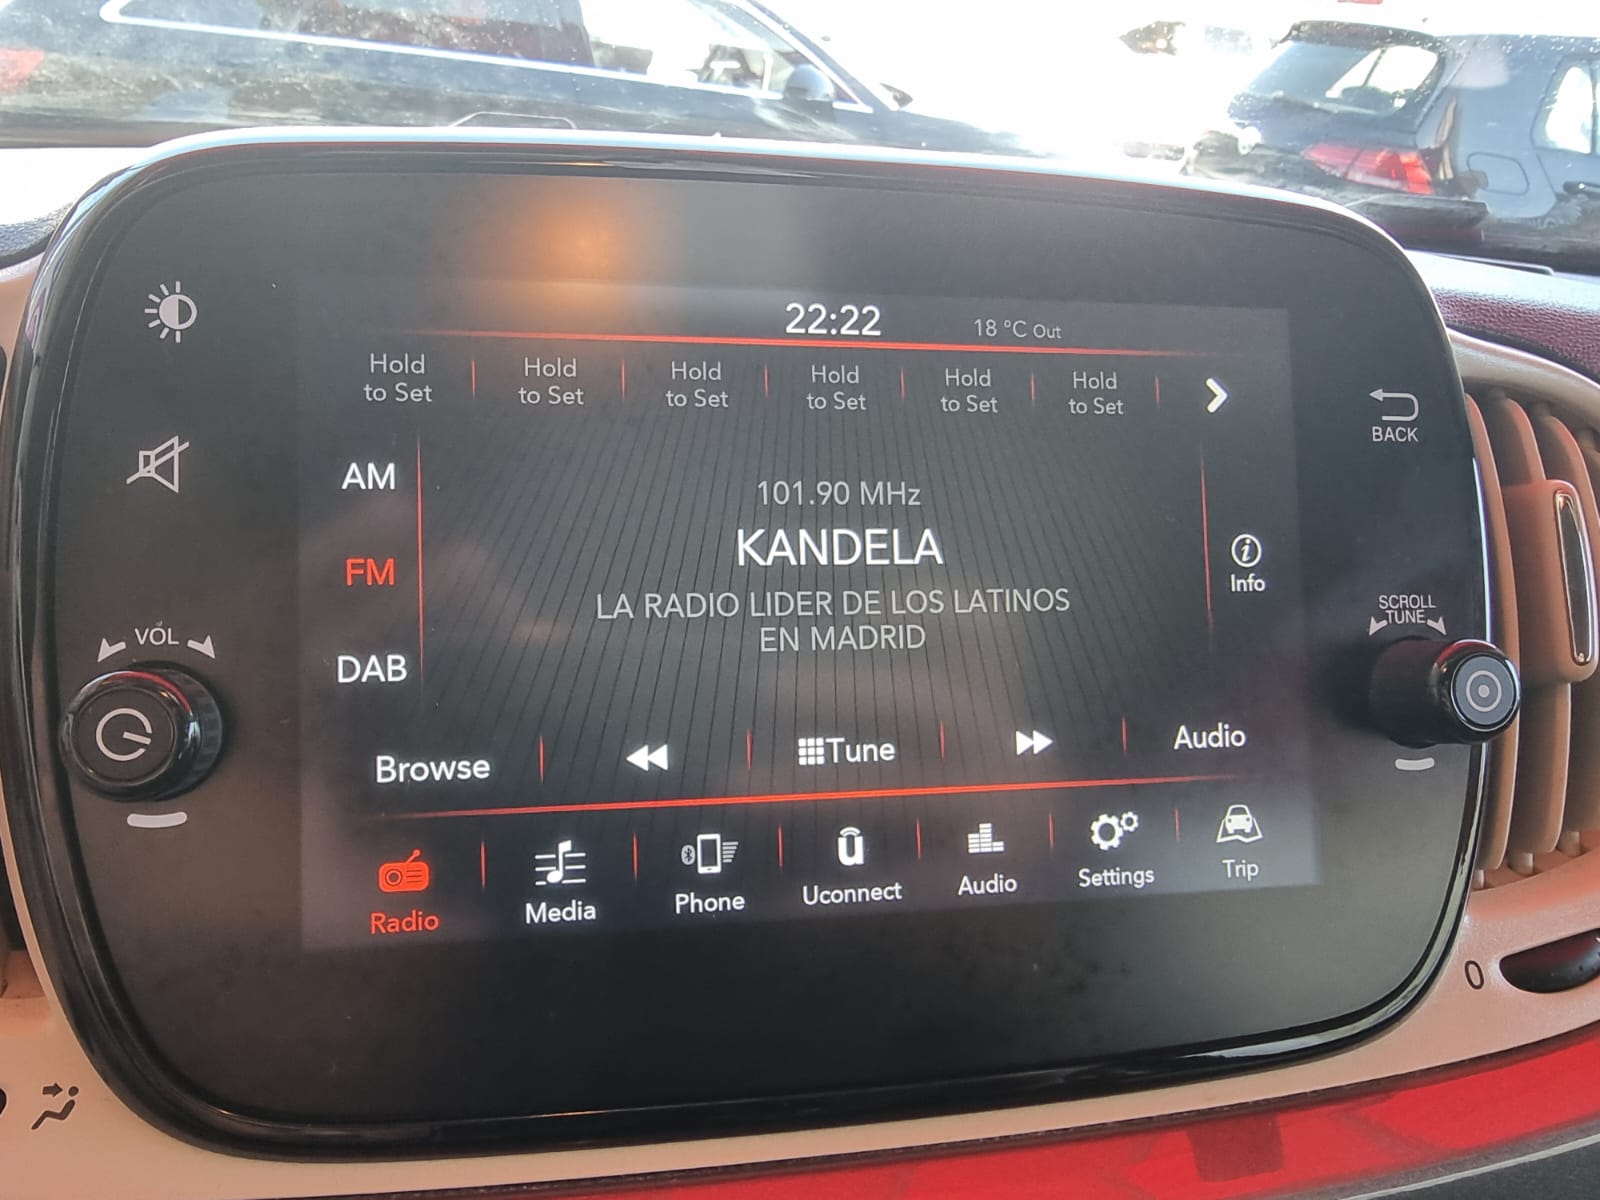 22:22
18 °C Out
Hold
to Set
Hold
to Set
Hold
to Set
Hold
to Set
Hold
to Set
Hold
to Set
BACK
AM
FM
DAB
101.90 MHz
KANDELA
LA RADIO LIDER DE LOS LATINOS
EN MADRID
Info
VOL
SCROLL
TUNE
Browse
Tune
Audio
Radio
Media
Phone
Uconnect
Audio
Settings
Trip
0